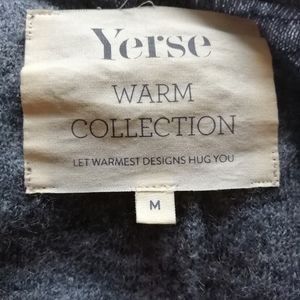 Yerse
WARM
COLLECTION
LET WARMEST DESIGNS HUG YOU
M